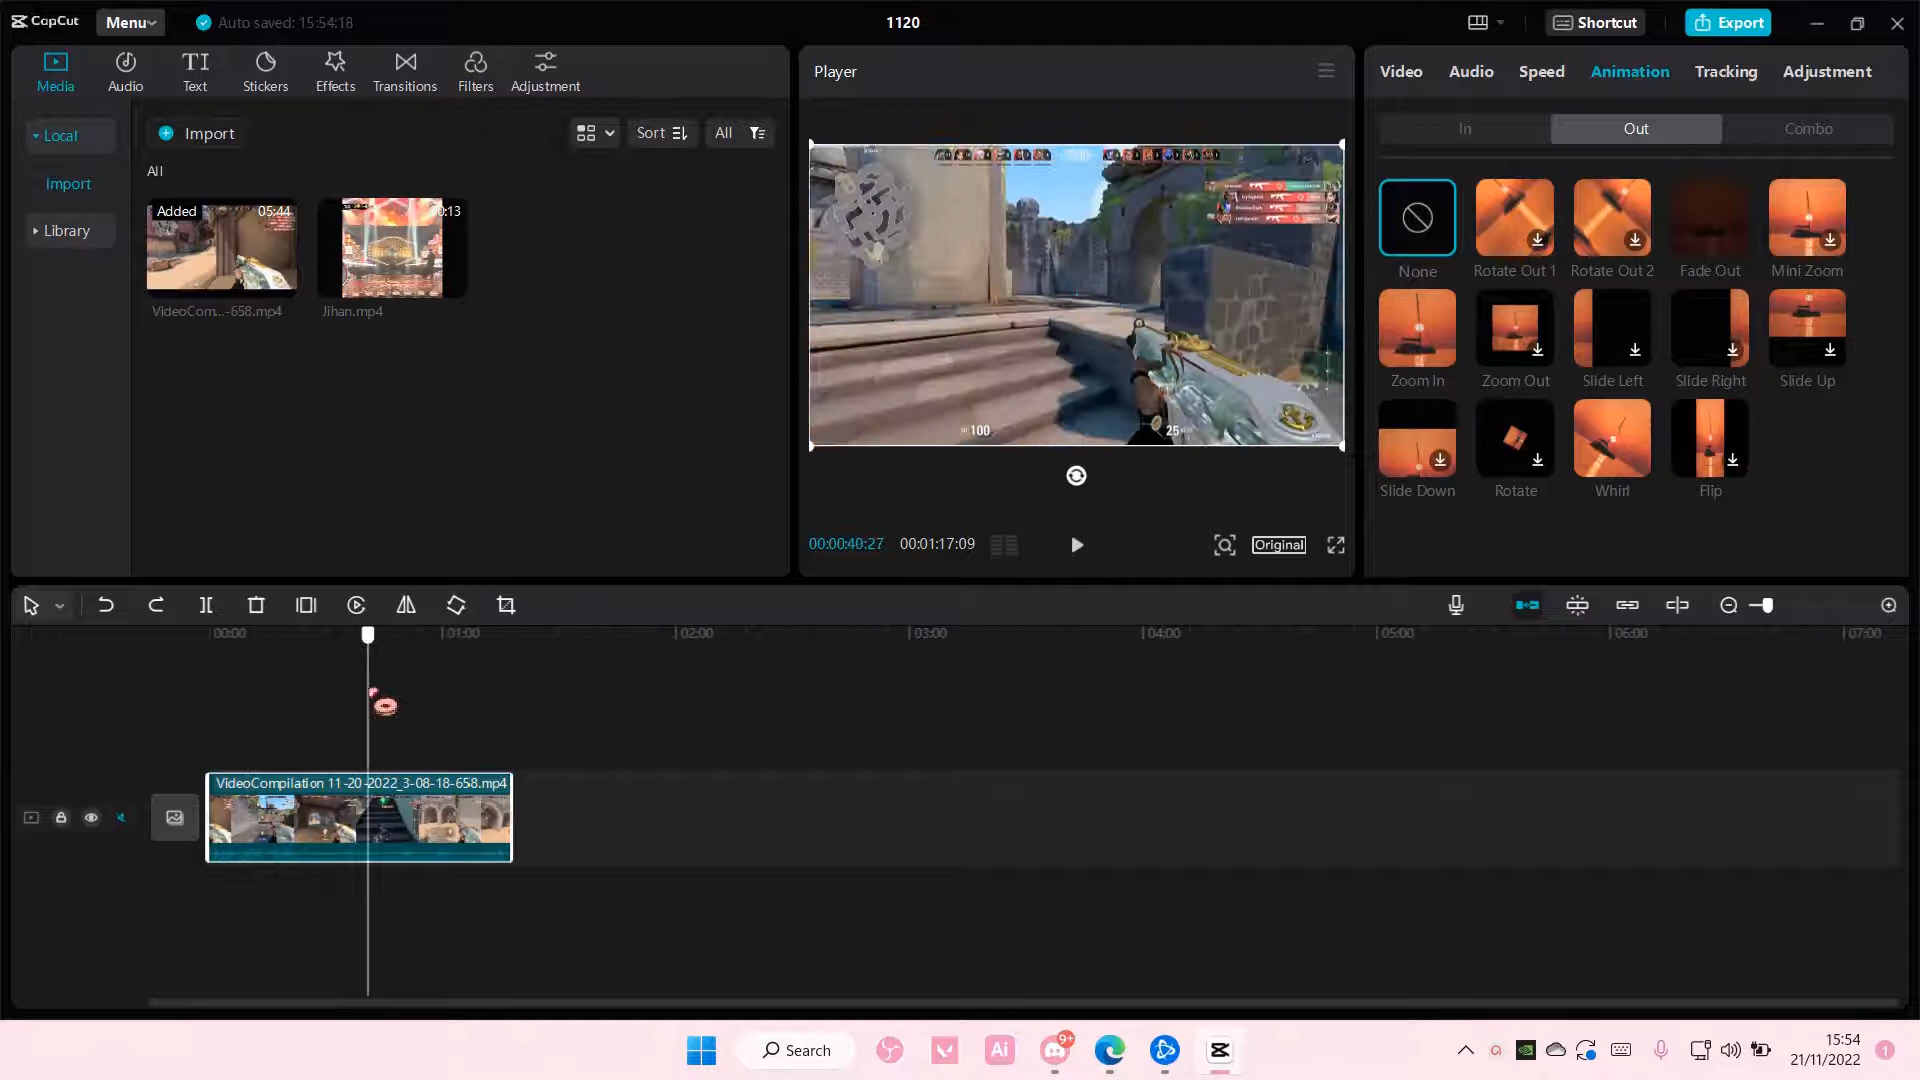 CapCut
Menu
Auto saved: 15:54:18
1120
Shortcut
Export
Media
Audio
Text
Stickers
Effects
Transitions
Filters
Adjustment
Local
Import
Library
Import
Sort
All
All
Added
05:44
VideoCom...-658.mp4
Jihan.mp4
Player
100
25
00:00:40:27
00:01:17:09
Original
Video
Audio
Speed
Animation
Tracking
Adjustment
In
Out
Combo
None
Rotate Out 1
Rotate Out 2
Fade Out
Mini Zoom
Zoom In
Zoom Out
Slide Left
Slide Right
Slide Up
Slide Down
Rotate
Whirl
Flip
00:00
01:00
02:00
03:00
04:00
05:00
06:00
07:00
VideoCompilation 11-20-2022_3-08-18-658.mp4
Search
Ai
9+
15:54
21/11/2022
1